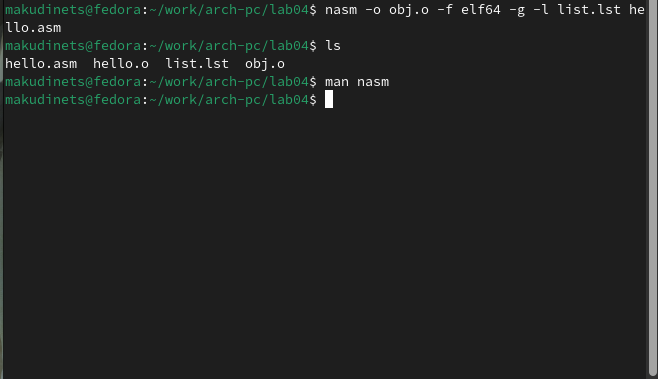 makudinets@fedora:~/work/arch-pc/lab04$ nasm -o obj.o -f elf64 -g -l list.lst he
llo.asm
makudinets@fedora:~/work/arch-pc/lab04$ ls
hello.asm  hello.o  list.lst  obj.o
makudinets@fedora:~/work/arch-pc/lab04$ man nasm
makudinets@fedora:~/work/arch-pc/lab04$